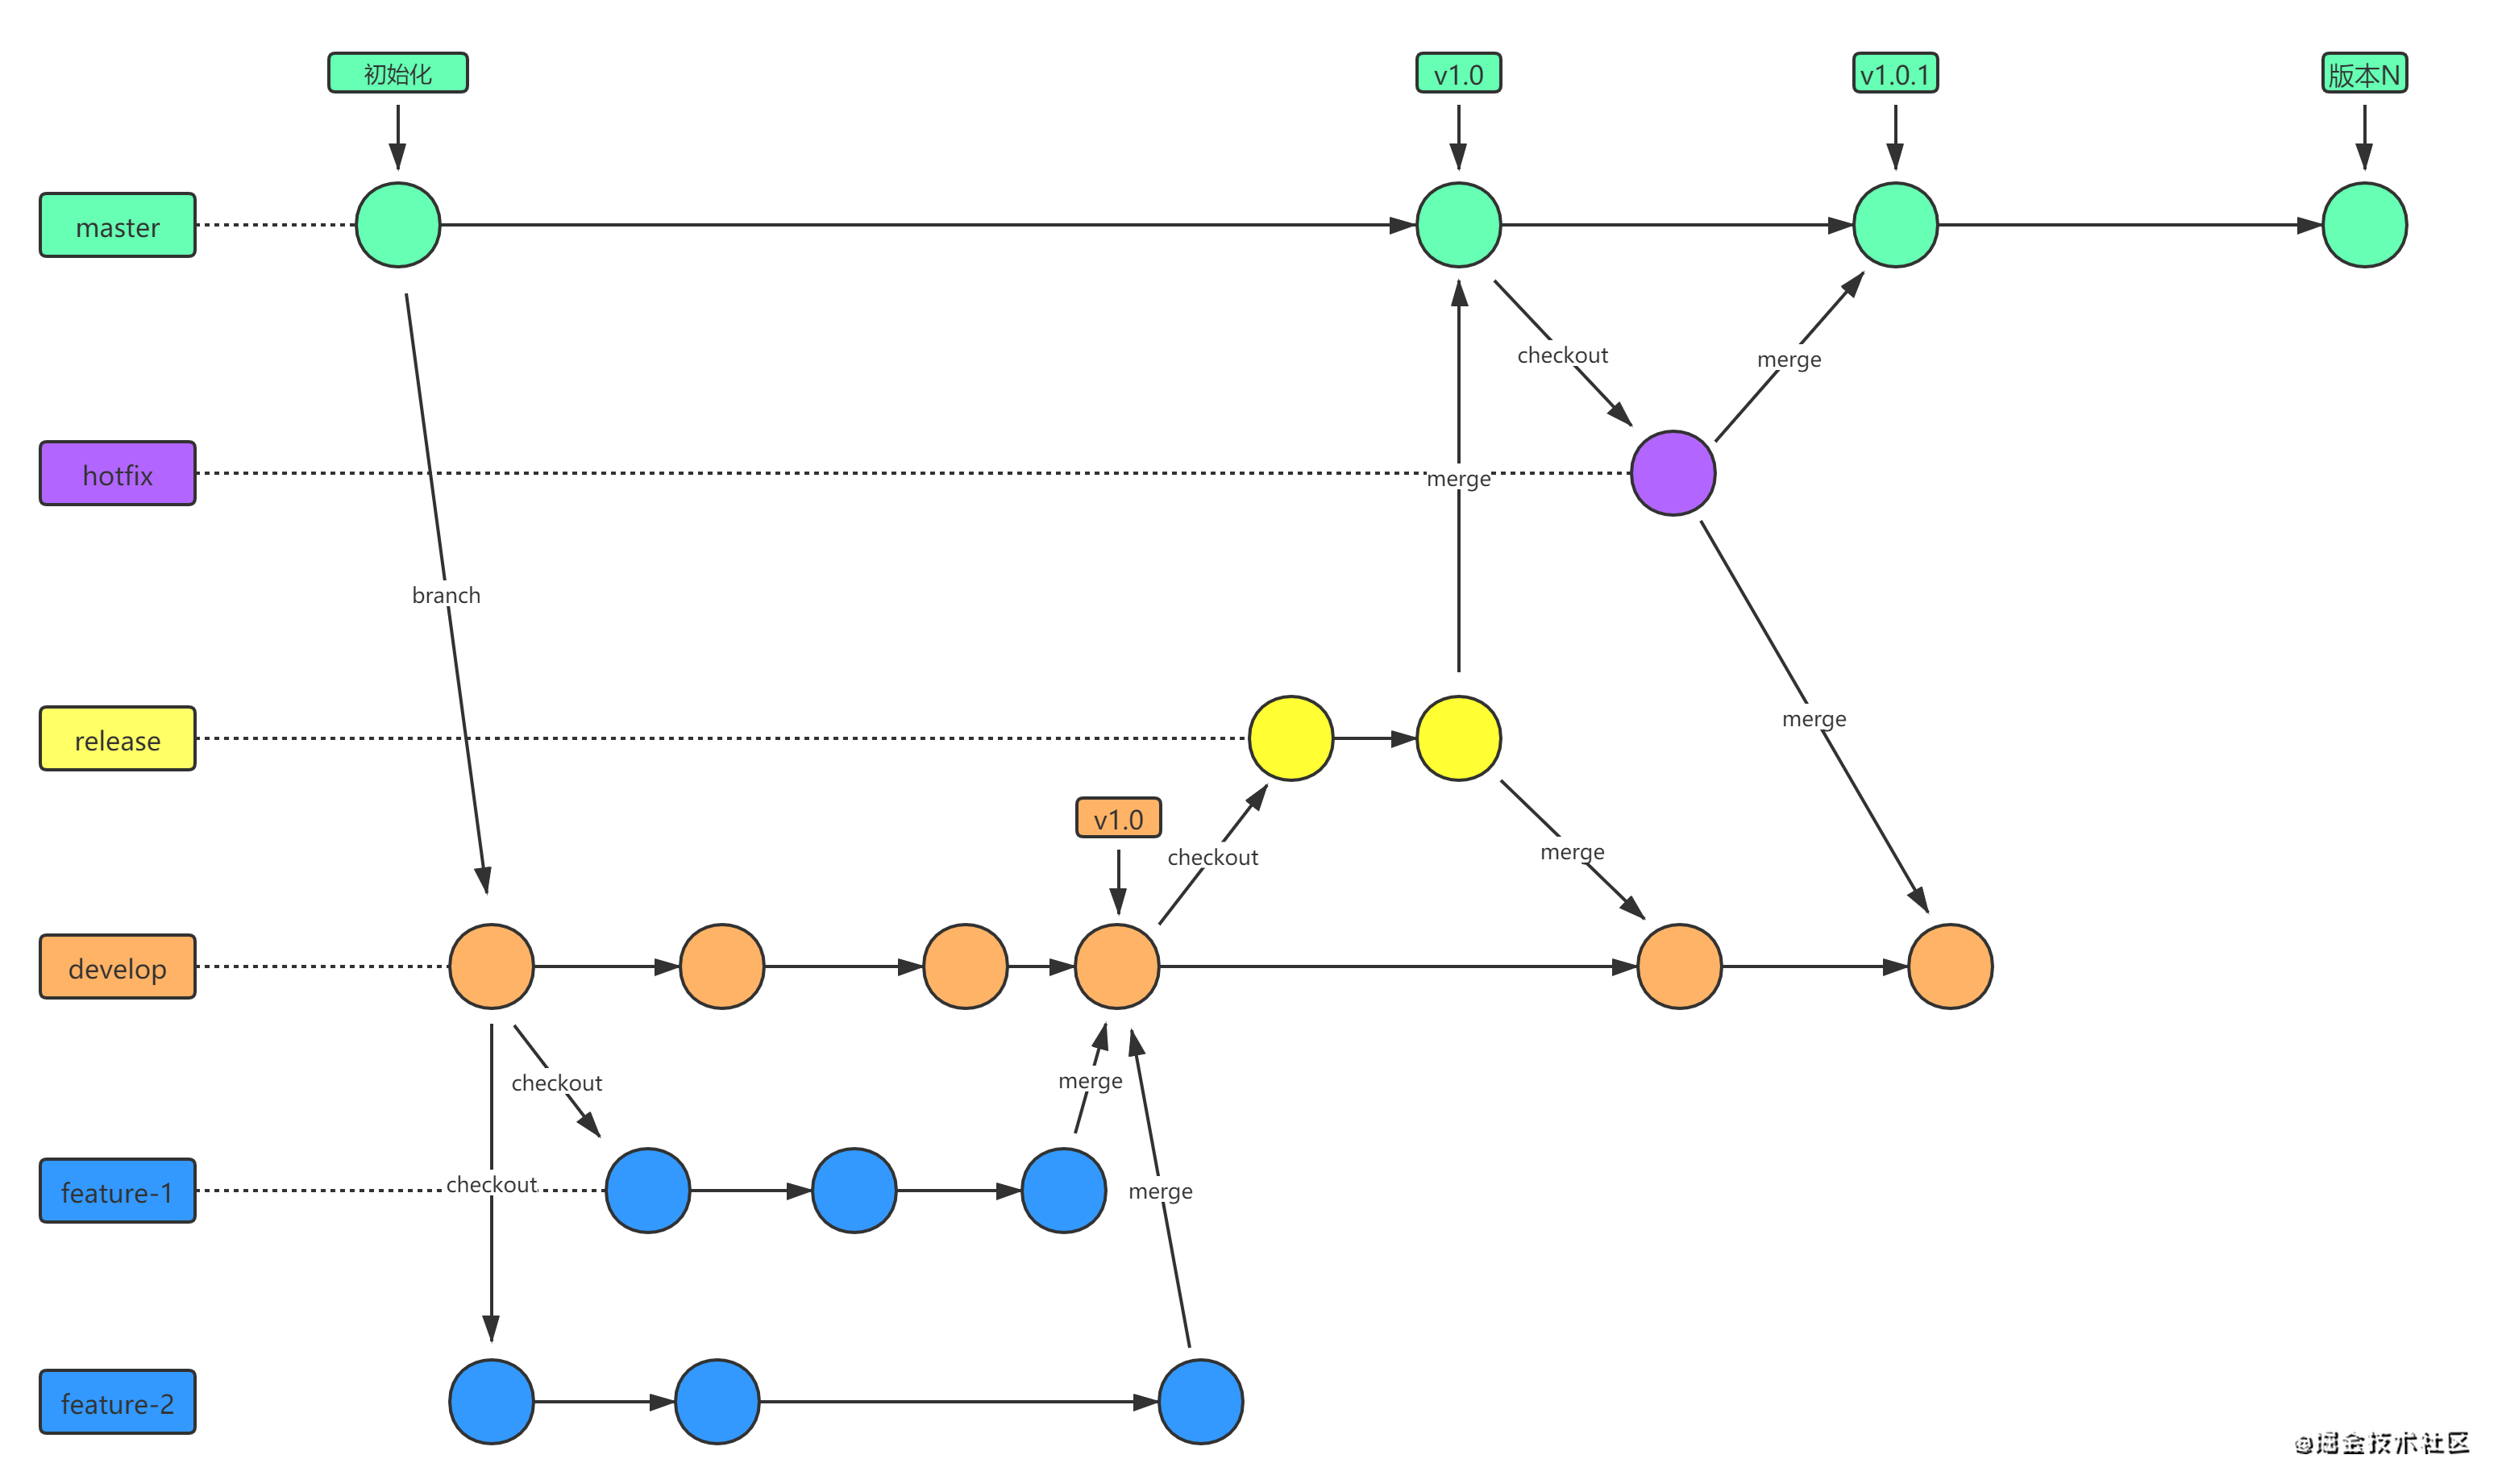 初始化
v1.0
v1.0.1
版本N
master
checkout
merge
hotfix
merge
branch
merge
release
v1.0
checkout
merge
develop
checkout
merge
feature-1
checkout
merge
feature-2
@掘金技术社区